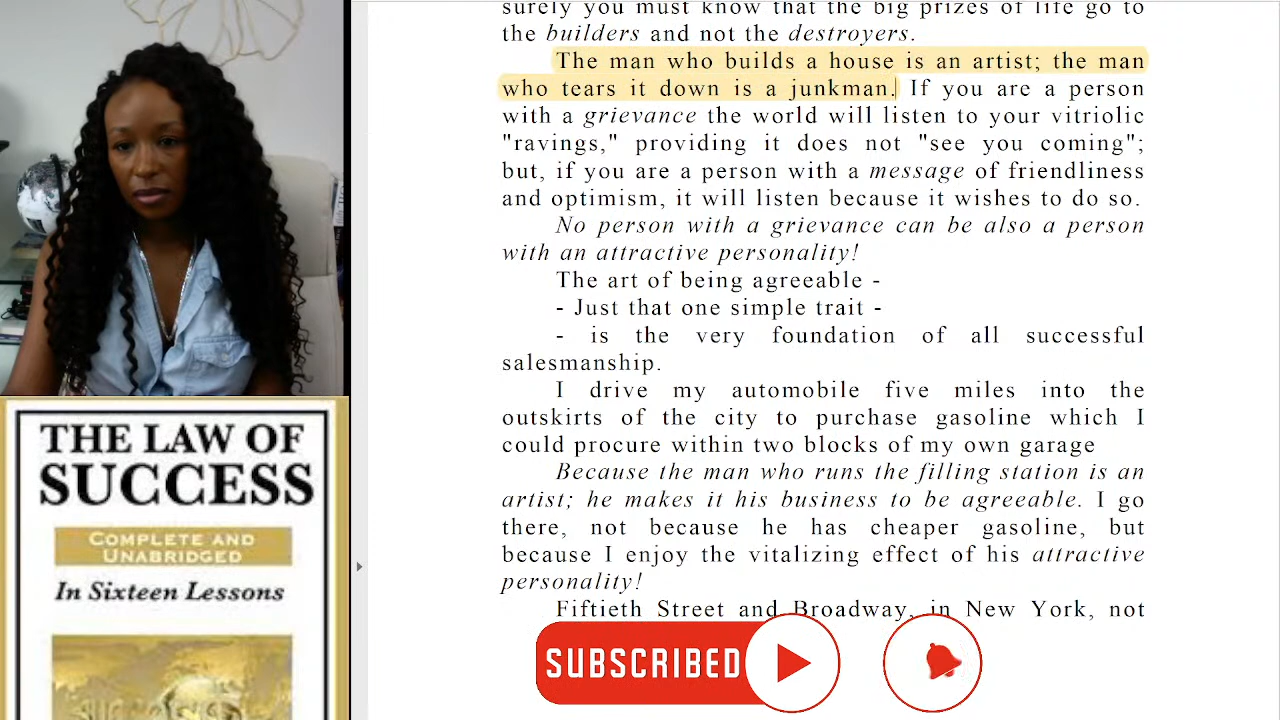 surely you must know that the big prizes of life go to
the builders and not the destroyers.
The man who builds a house is an artist; the man
who tears it down is a junkman. If you are a person
with a grievance the world will listen to your vitriolic
"ravings," providing it does not "see you coming";
but, if you are a person with a message of friendliness
and optimism, it will listen because it wishes to do so.
No person with a grievance can be also a person
with an attractive personality!
The art of being agreeable -
- Just that one simple trait -
- is the very foundation of all successful
salesmanship.
I drive my automobile five miles into the
outskirts of the city to purchase gasoline which I
could procure within two blocks of my own garage
Because the man who runs the filling station is an
artist; he makes it his business to be agreeable. I go
there, not because he has cheaper gasoline, but
because I enjoy the vitalizing effect of his attractive
personality!
Fiftieth Street and Broadway, in New York, not
SUBSCRIBED
THE LAW OF
SUCCESS
COMPLETE AND
UNABRIDGED
In Sixteen Lessons